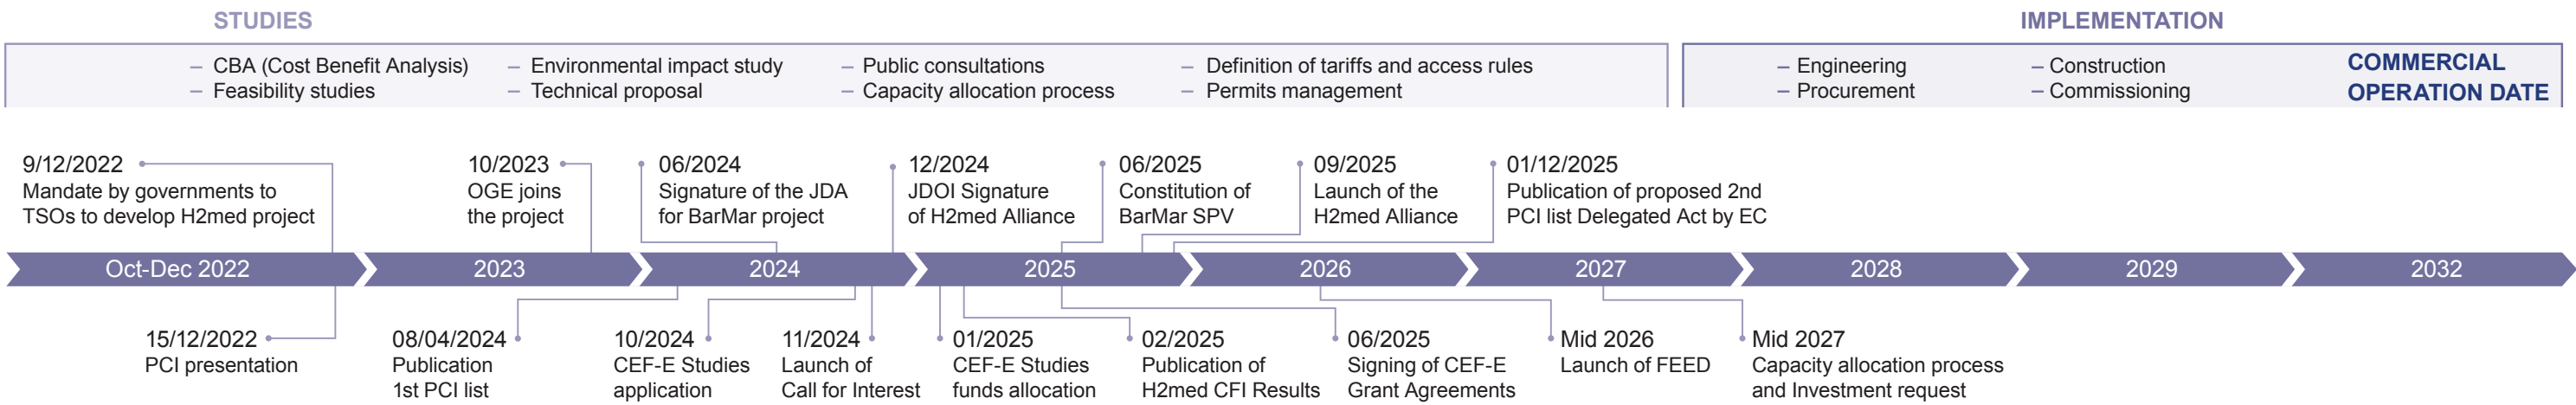 STUDIES
IMPLEMENTATION
– CBA (Cost Benefit Analysis)
– Feasibility studies
– Environmental impact study
– Technical proposal
– Public consultations
– Capacity allocation process
– Definition of tariffs and access rules
– Permits management
– Engineering
– Procurement
– Construction
– Commissioning
COMMERCIAL
OPERATION DATE
9/12/2022
Mandate by governments to
TSOs to develop H2med project
10/2023
OGE joins
the project
06/2024
Signature of the JDA
for BarMar project
12/2024
JDOI Signature
of H2med Alliance
06/2025
Constitution of
BarMar SPV
09/2025
Launch of the
H2med Alliance
01/12/2025
Publication of proposed 2nd
PCI list Delegated Act by EC
Oct-Dec 2022
2023
2024
2025
2026
2027
2028
2029
2032
15/12/2022
PCI presentation
08/04/2024
Publication
1st PCI list
10/2024
CEF-E Studies
application
11/2024
Launch of
Call for Interest
01/2025
CEF-E Studies
funds allocation
02/2025
Publication of
H2med CFI Results
06/2025
Signing of CEF-E
Grant Agreements
Mid 2026
Launch of FEED
Mid 2027
Capacity allocation process
and Investment request